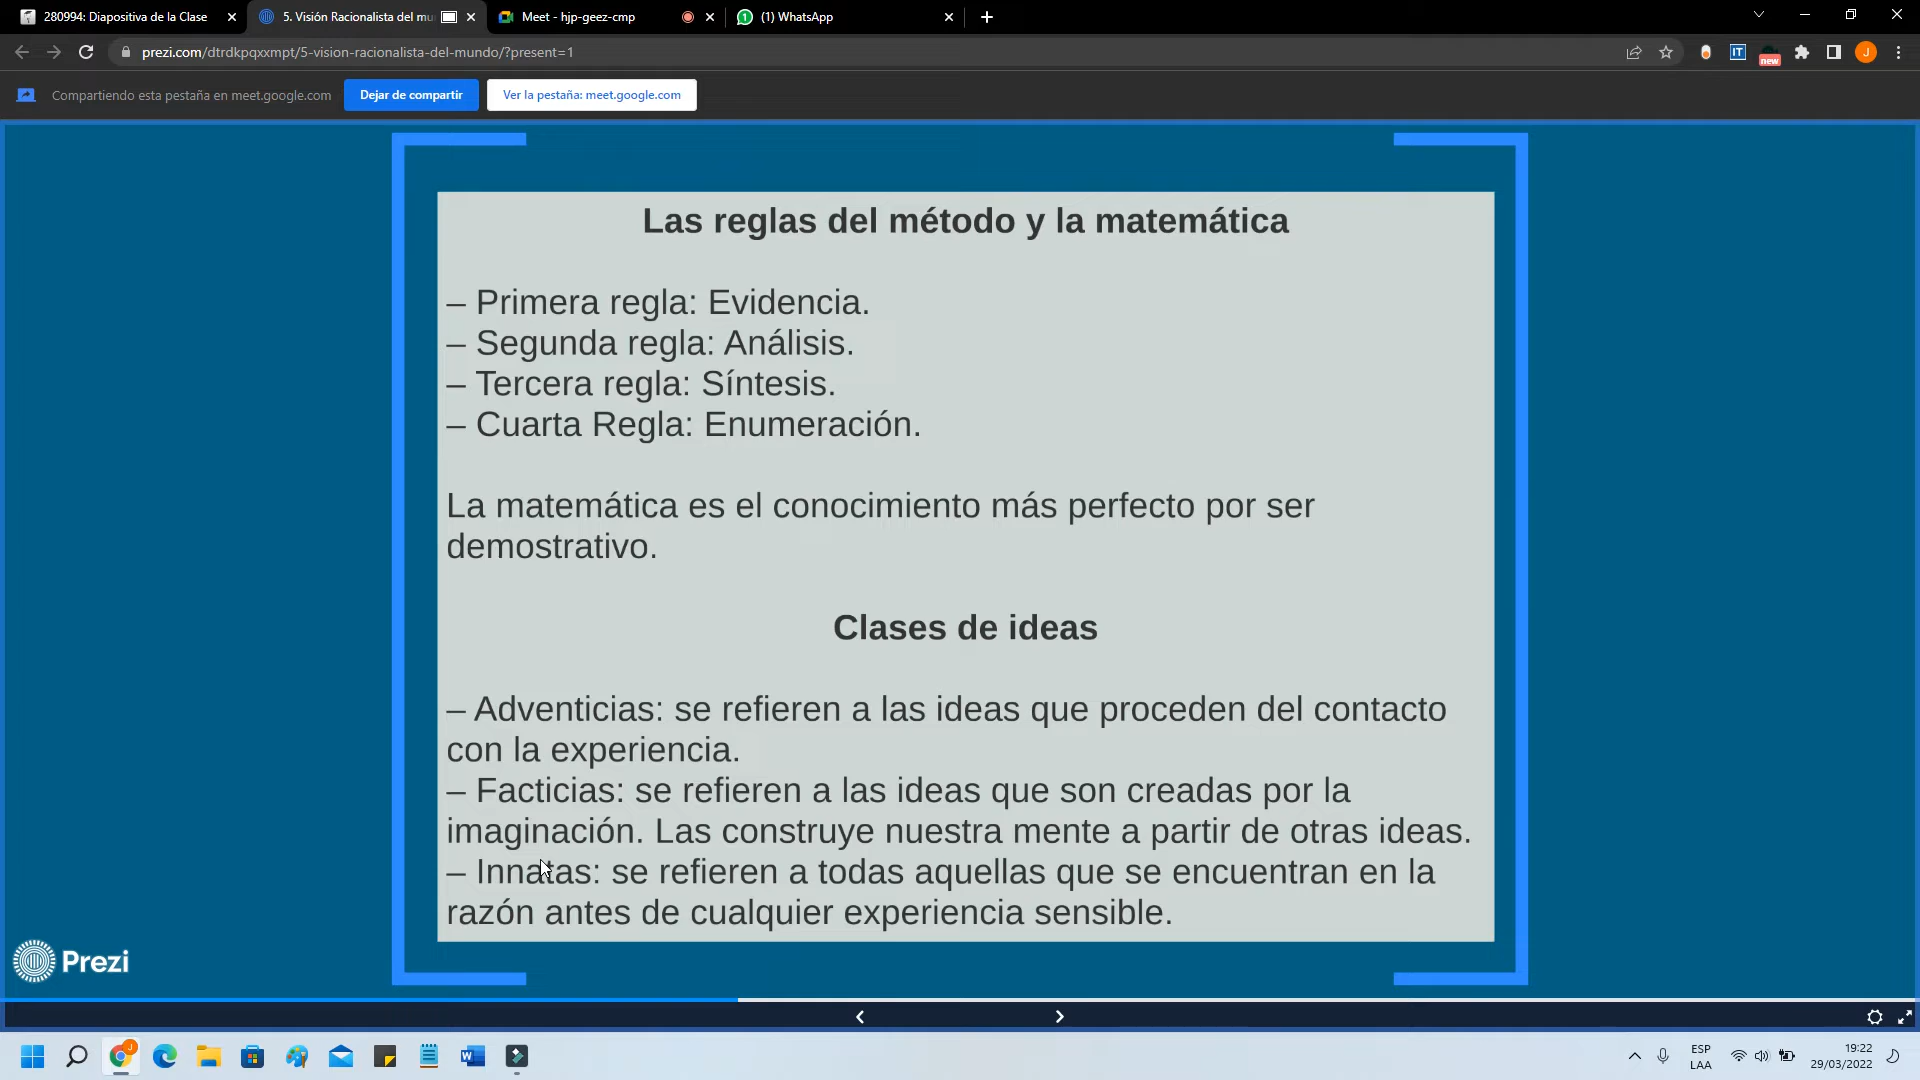 280994: Diapositiva de la Clase
5. Visión Racionalista del mu
Meet - hjp-geez-cmp
(1) WhatsApp
prezi.com/dtrdkpqxxmpt/5-vision-racionalista-del-mundo/?present=1
IT
new
J
Compartiendo esta pestaña en meet.google.com
Dejar de compartir
Ver la pestaña: meet.google.com
Las reglas del método y la matemática
– Primera regla: Evidencia.
– Segunda regla: Análisis.
– Tercera regla: Síntesis.
– Cuarta Regla: Enumeración.
La matemática es el conocimiento más perfecto por ser
demostrativo.
Clases de ideas
– Adventicias: se refieren a las ideas que proceden del contacto
con la experiencia.
– Facticias: se refieren a las ideas que son creadas por la
imaginación. Las construye nuestra mente a partir de otras ideas.
– Innatas: se refieren a todas aquellas que se encuentran en la
razón antes de cualquier experiencia sensible.
Prezi
ESP
LAA
19:22
29/03/2022